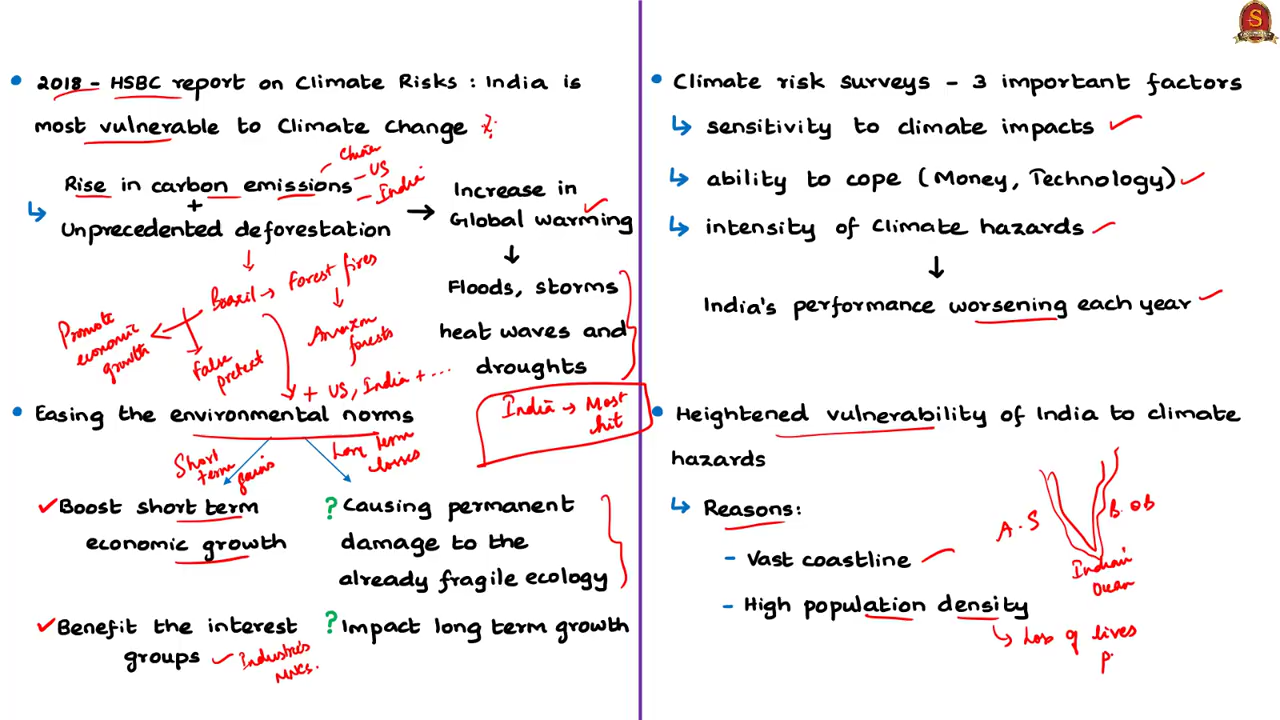 S
• 2018 - HSBC report on Climate Risks : India is
most vulnerable to Climate Change
Rise in carbon emissions
China
US
India
+
Unprecedented deforestation
→ Increase in
Global warming
↓
Floods, storms
heat waves and
droughts
Brazil → Forest fires
Amazon
forests
Promote
economic
growth
False
pretext
+ US, India + ...
India → Most
hit
• Easing the environmental norms
Short
term
gains
Long term
losses
✓ Boost short term
economic growth
✓ Benefit the interest
groups
Industries
MNCs.
? Causing permanent
damage to the
already fragile ecology
? Impact long term growth
• Climate risk surveys - 3 important factors
↳ sensitivity to climate impacts
↳ ability to cope (Money, Technology)
↳ intensity of Climate hazards
↓
India's performance worsening each year
• Heightened vulnerability of India to climate
hazards
↳ Reasons:
- Vast coastline
- High population density
A.S
B.OB
Indian
Ocean
Loss of lives
P